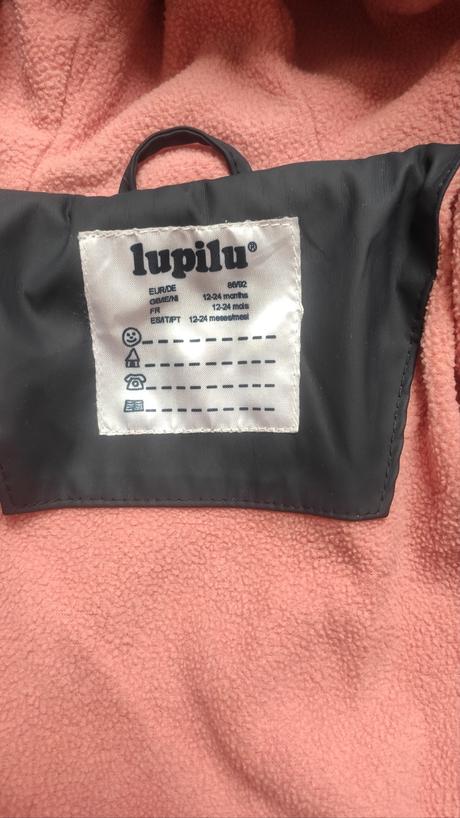 lupilu®
EUR/DE 86/92
GB/IE/NI 12-24 months
FR 12-24 mois
ES/IT/PT 12-24 meses/mesi